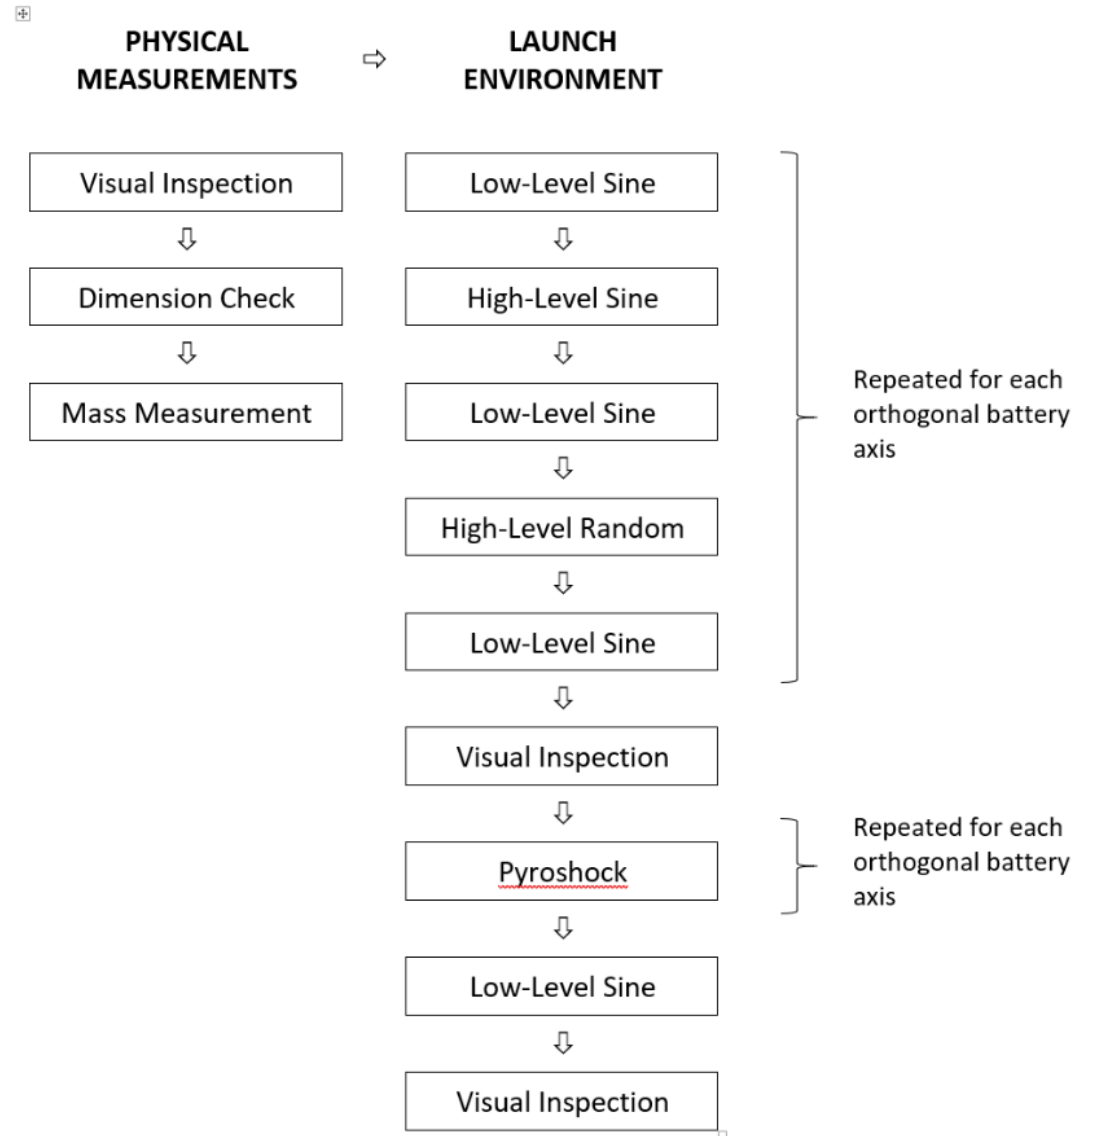 PHYSICAL
MEASUREMENTS
LAUNCH
ENVIRONMENT
Visual Inspection
Dimension Check
Mass Measurement
Low-Level Sine
High-Level Sine
Low-Level Sine
High-Level Random
Low-Level Sine
Repeated for each
orthogonal battery
axis
Visual Inspection
Pyroshock
Repeated for each
orthogonal battery
axis
Low-Level Sine
Visual Inspection